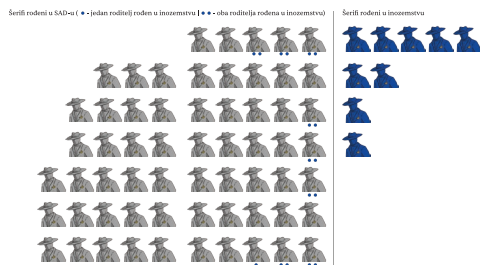 Šerifi rođeni u SAD-u ( • - jedan roditelj rođen u inozemstvu | •• - oba roditelja rođena u inozemstvu)
Šerifi rođeni u inozemstvu